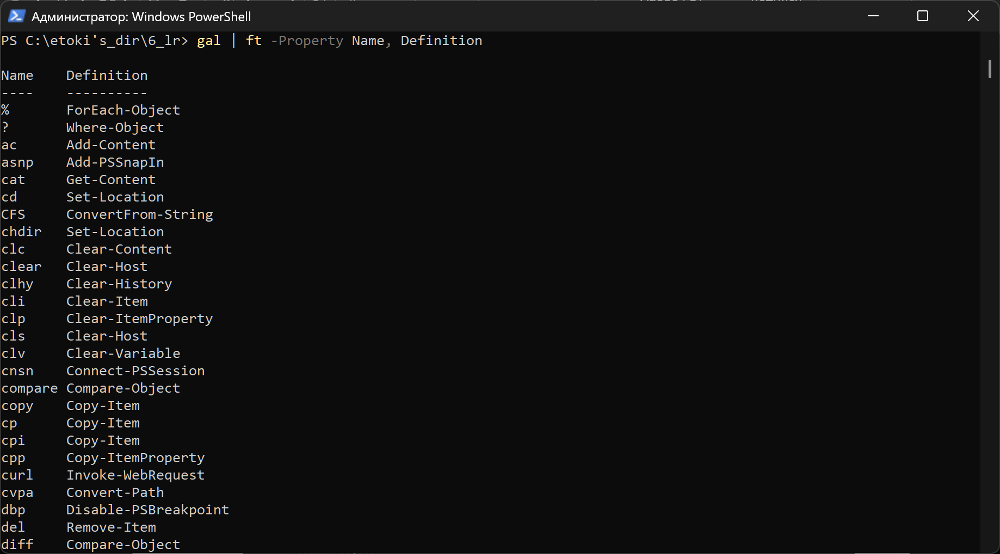 Администратор: Windows PowerShell
PS C:\etoki's_dir\6_lr> gal | ft -Property Name, Definition
Name    Definition
----    ----------
%       ForEach-Object
?       Where-Object
ac      Add-Content
asnp    Add-PSSnapIn
cat     Get-Content
cd      Set-Location
CFS     ConvertFrom-String
chdir   Set-Location
clc     Clear-Content
clear   Clear-Host
clhy    Clear-History
cli     Clear-Item
clp     Clear-ItemProperty
cls     Clear-Host
clv     Clear-Variable
cnsn    Connect-PSSession
compare Compare-Object
copy    Copy-Item
cp      Copy-Item
cpi     Copy-Item
cpp     Copy-ItemProperty
curl    Invoke-WebRequest
cvpa    Convert-Path
dbp     Disable-PSBreakpoint
del     Remove-Item
diff    Compare-Object